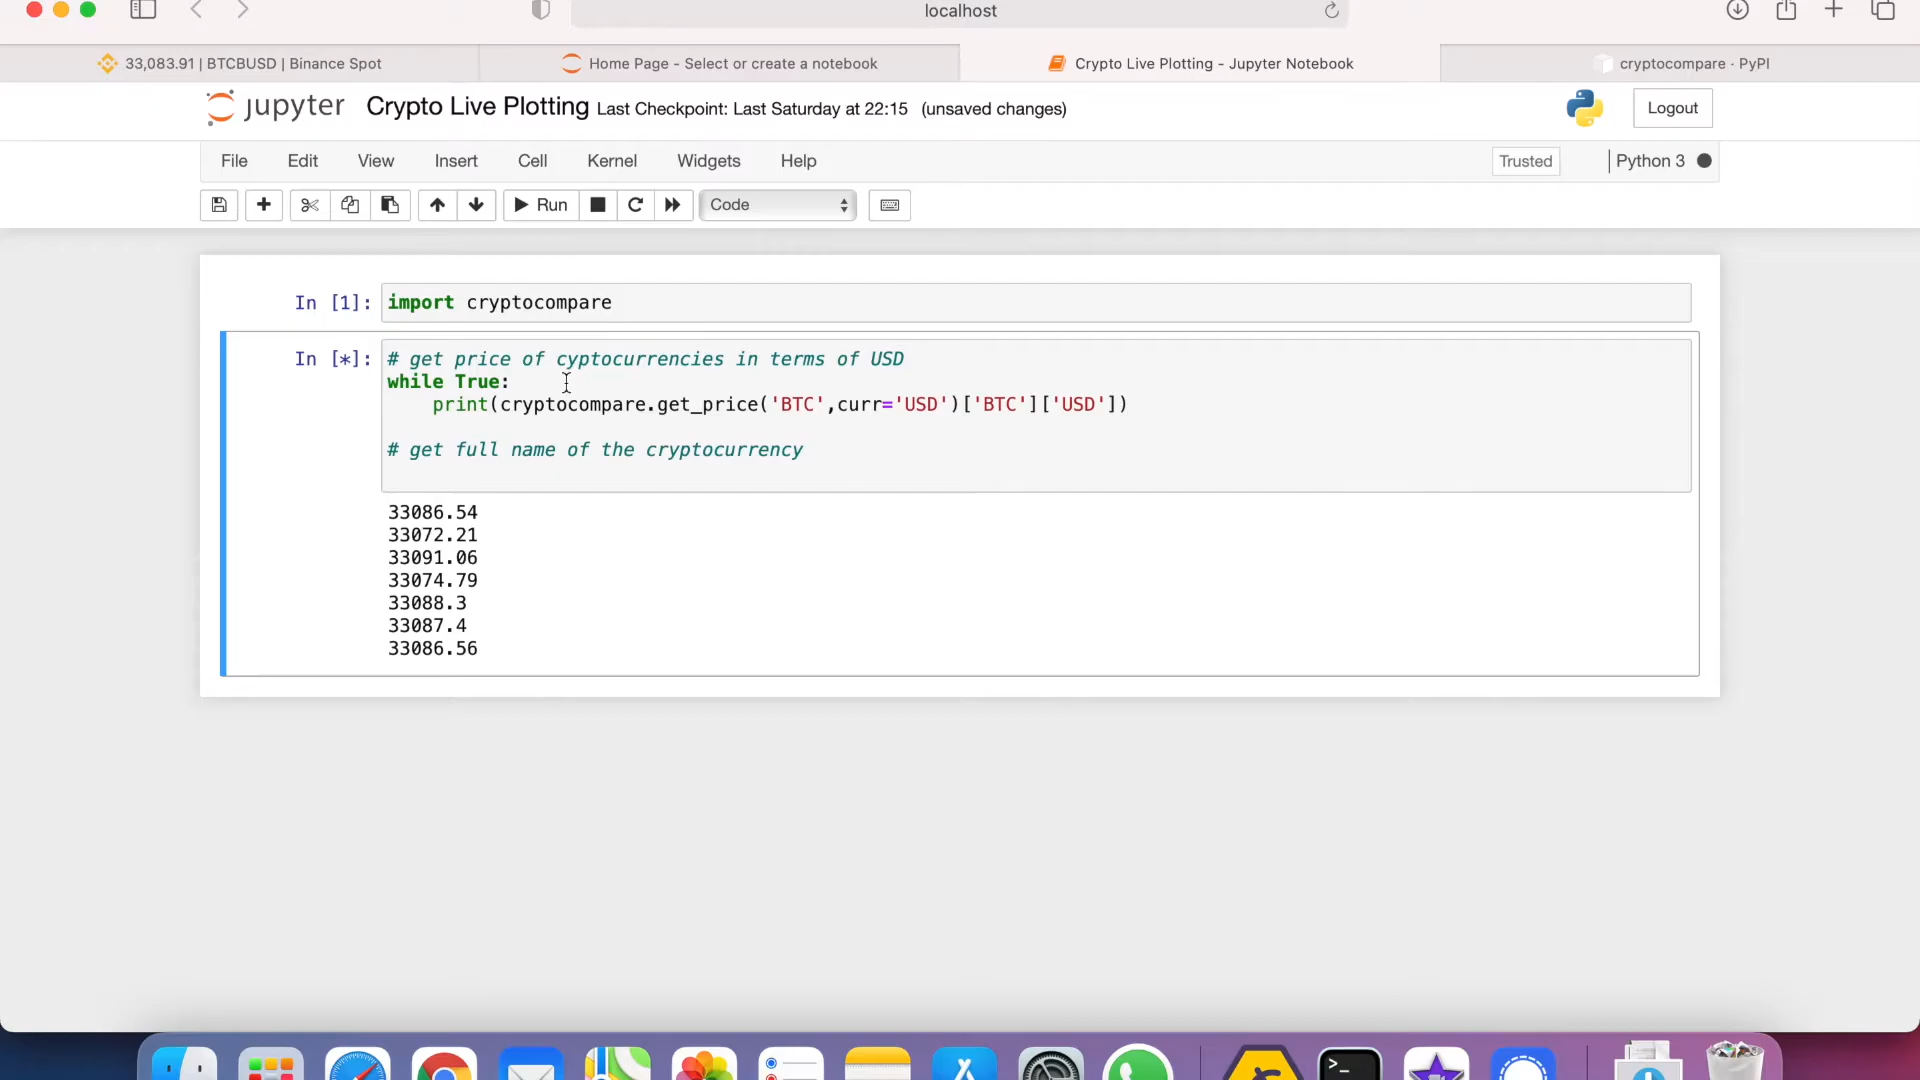 localhost
33,083.91 | BTCBUSD | Binance Spot
Home Page - Select or create a notebook
Crypto Live Plotting - Jupyter Notebook
cryptocompare · PyPI
jupyter Crypto Live Plotting Last Checkpoint: Last Saturday at 22:15 (unsaved changes)
Logout
File Edit View Insert Cell Kernel Widgets Help
Trusted
Python 3
Run
Code
In [1]: import cryptocompare
In [*]: # get price of cyptocurrencies in terms of USD
while True:
print(cryptocompare.get_price('BTC',curr='USD')['BTC']['USD'])
# get full name of the cryptocurrency
33086.54
33072.21
33091.06
33074.79
33088.3
33087.4
33086.56